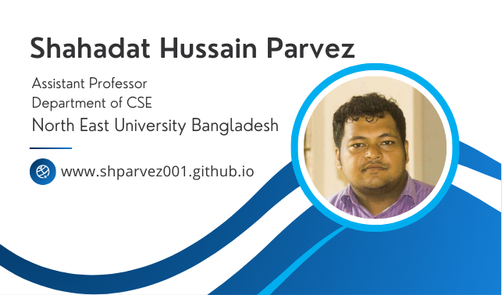 Shahadat Hussain Parvez
Assistant Professor
Department of CSE
North East University Bangladesh
www.shparvez001.github.io